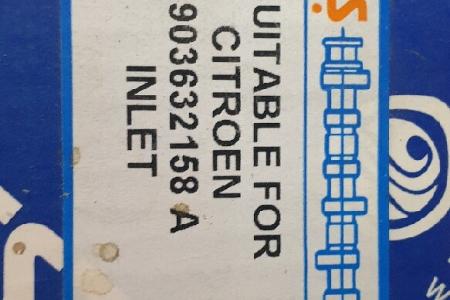 UITABLE FOR
CITROEN
903632158 A
INLET